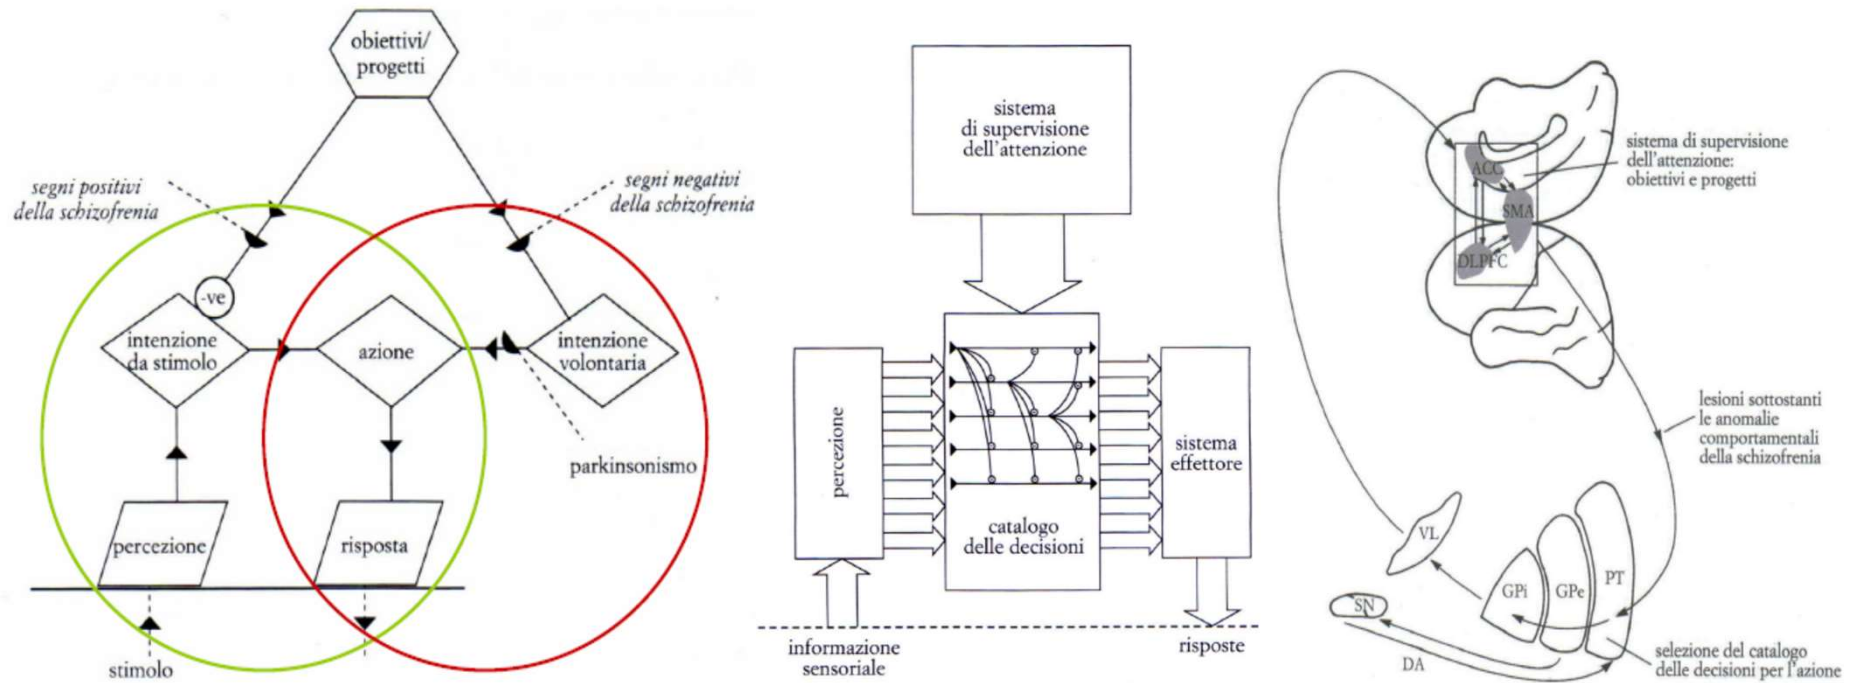 obiettivi/
progetti
segni positivi
della schizofrenia
segni negativi
della schizofrenia
-ve
intenzione
da stimolo
azione
intenzione
volontaria
parkinsonismo
percezione
risposta
stimolo
sistema
di supervisione
dell'attenzione
percezione
catalogo
delle decisioni
sistema
effettore
informazione
sensoriale
risposte
ACC
SMA
DLPFC
sistema di supervisione
dell'attenzione:
obiettivi e progetti
lesioni sottostanti
le anomalie
comportamentali
della schizofrenia
VL
GPi
GPe
PT
SN
DA
selezione del catalogo
delle decisioni per l'azione